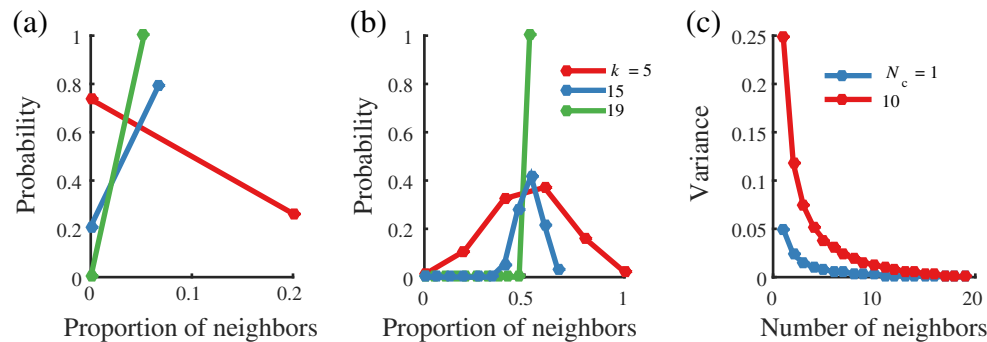 (a)
Probability
1
0.8
0.6
0.4
0.2
0
0
0.1
0.2
Proportion of neighbors
(b)
Probability
1
0.8
0.6
0.4
0.2
0
0
0.5
1
Proportion of neighbors
k = 5
15
19
(c)
Variance
0.25
0.20
0.15
0.10
0.05
0
0
10
20
Number of neighbors
N_c = 1
10